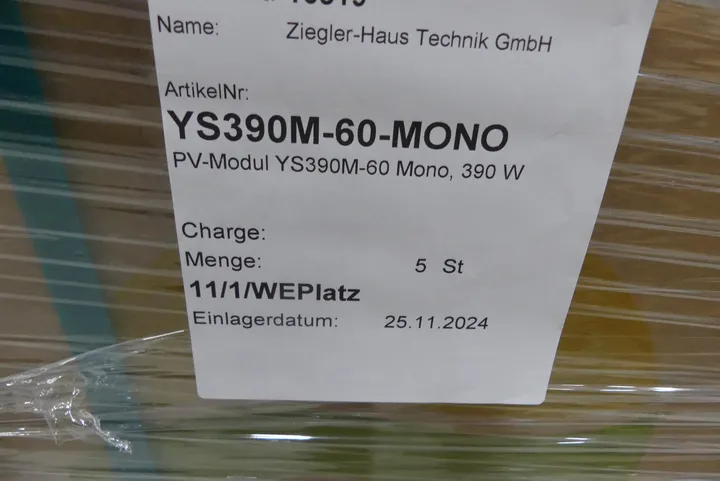 Name: Ziegler-Haus Technik GmbH
ArtikelNr:
YS390M-60-MONO
PV-Modul YS390M-60 Mono, 390 W
Charge:
Menge: 5 St
11/1/WEPlatz
Einlagerdatum: 25.11.2024